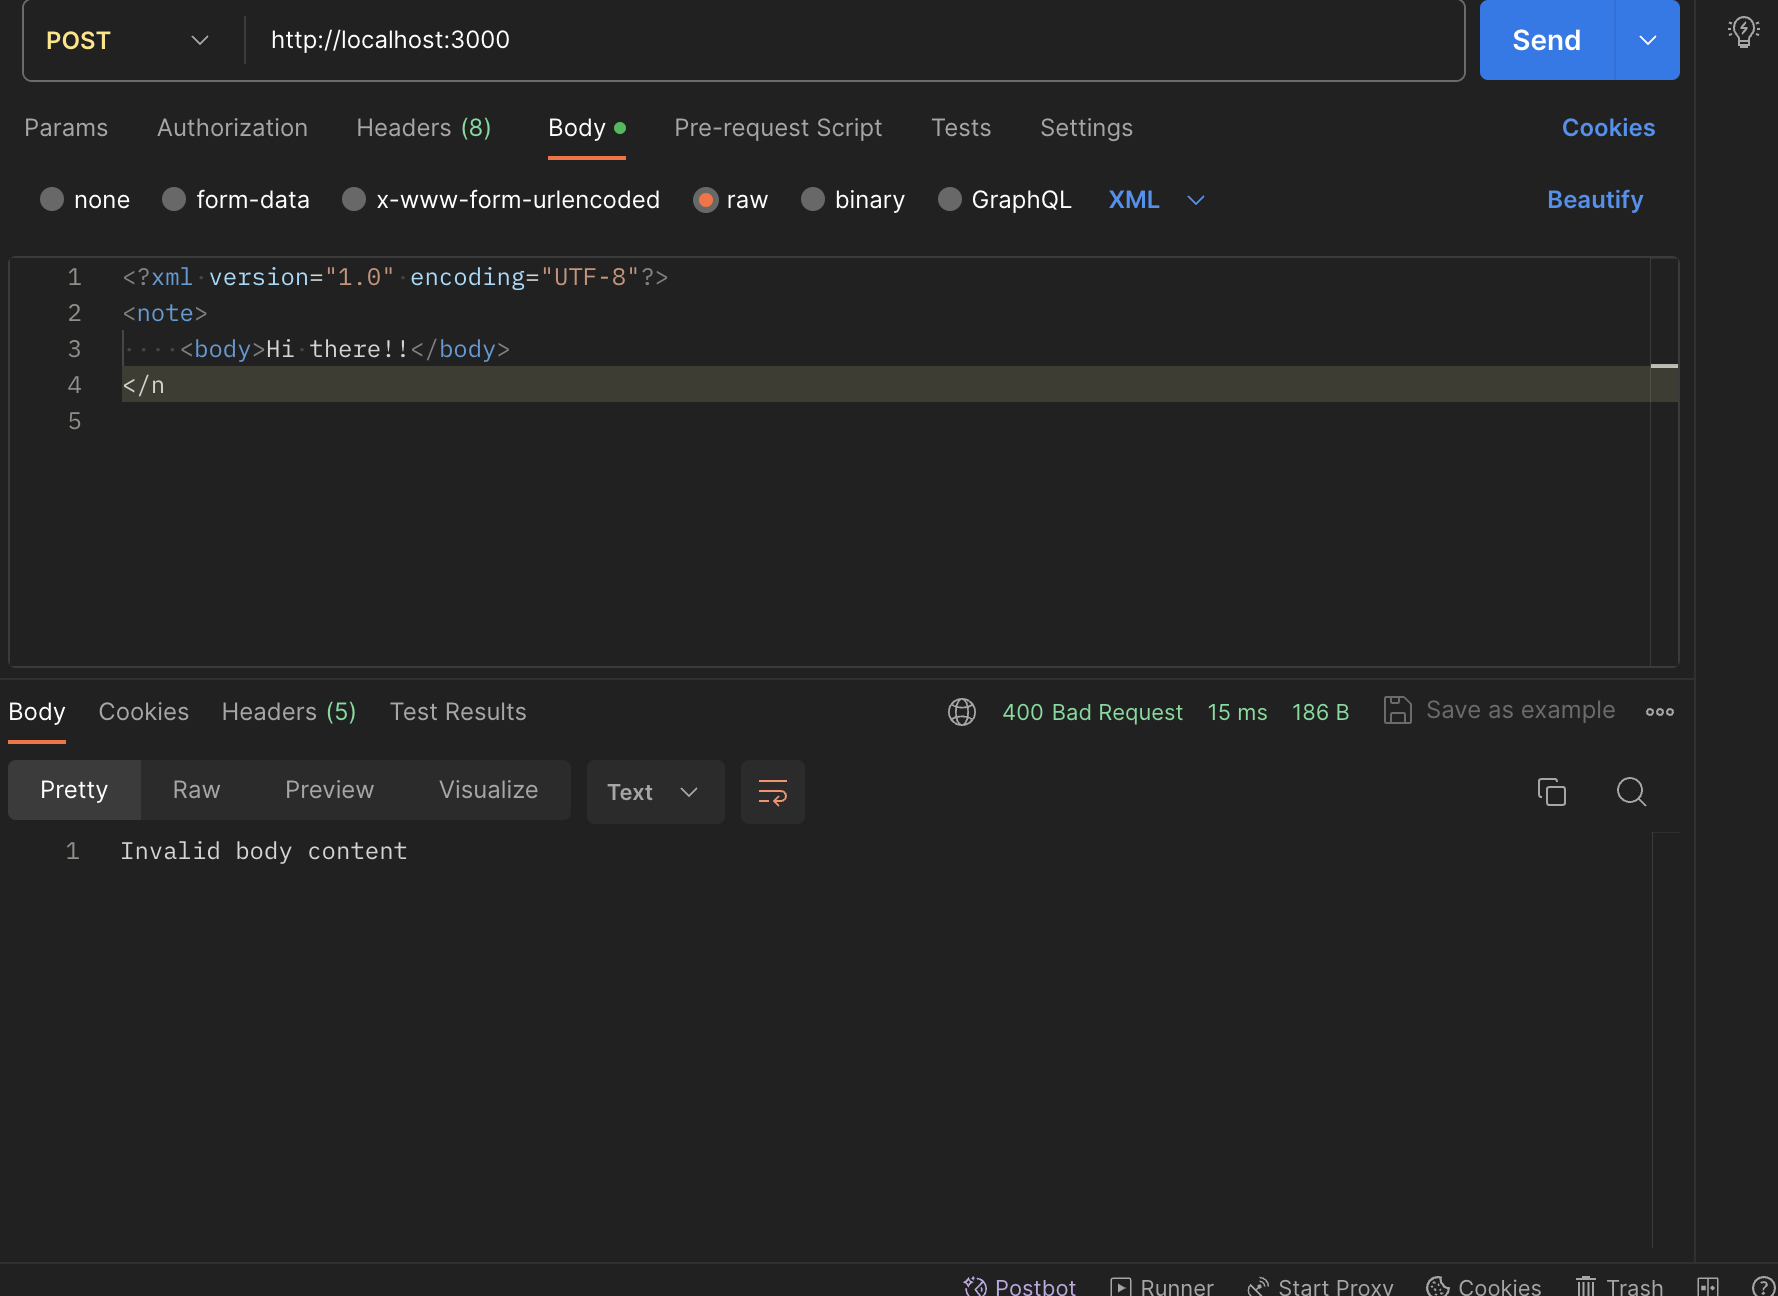 POST http://localhost:3000 Send
Params Authorization Headers (8) Body Pre-request Script Tests Settings Cookies
none form-data x-www-form-urlencoded raw binary GraphQL XML Beautify
1 <?xml version="1.0" encoding="UTF-8"?>
2 <note>
3 <body>Hi there!!</body>
4 </n
5
Body Cookies Headers (5) Test Results 400 Bad Request 15 ms 186 B Save as example
Pretty Raw Preview Visualize Text
1 Invalid body content
Postbot Runner Start Proxy Cookies Trash